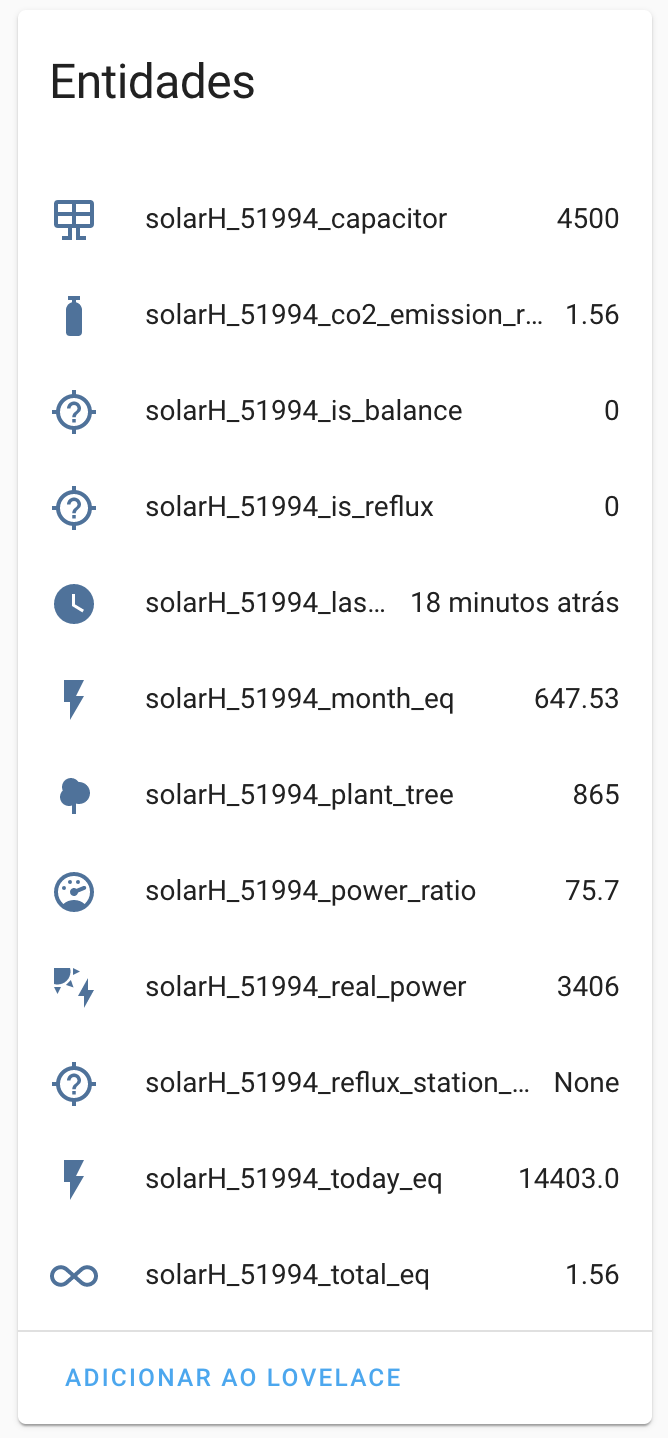 Entidades
solarH_51994_capacitor 4500
solarH_51994_co2_emission_r... 1.56
solarH_51994_is_balance 0
solarH_51994_is_reflux 0
solarH_51994_las... 18 minutos atrás
solarH_51994_month_eq 647.53
solarH_51994_plant_tree 865
solarH_51994_power_ratio 75.7
solarH_51994_real_power 3406
solarH_51994_reflux_station_... None
solarH_51994_today_eq 14403.0
solarH_51994_total_eq 1.56
ADICIONAR AO LOVELACE